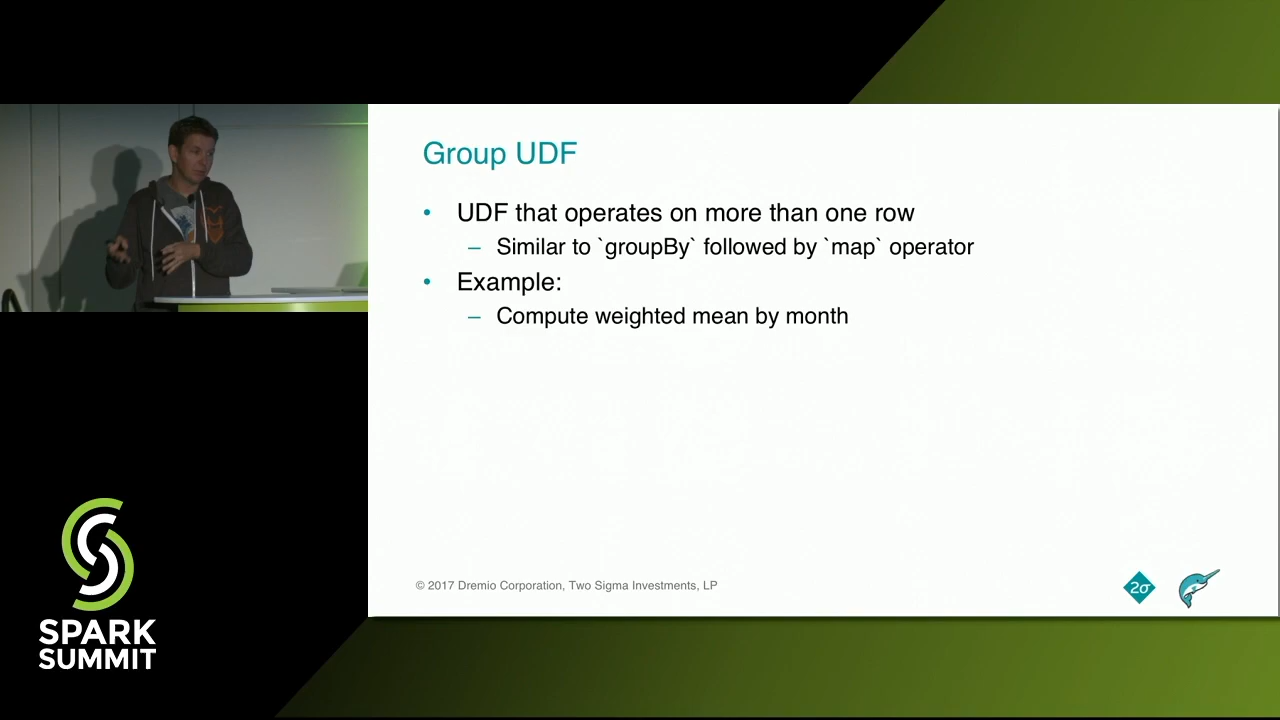 Group UDF
• UDF that operates on more than one row
– Similar to `groupBy` followed by `map` operator
• Example:
– Compute weighted mean by month
© 2017 Dremio Corporation, Two Sigma Investments, LP
2σ
SPARK
SUMMIT